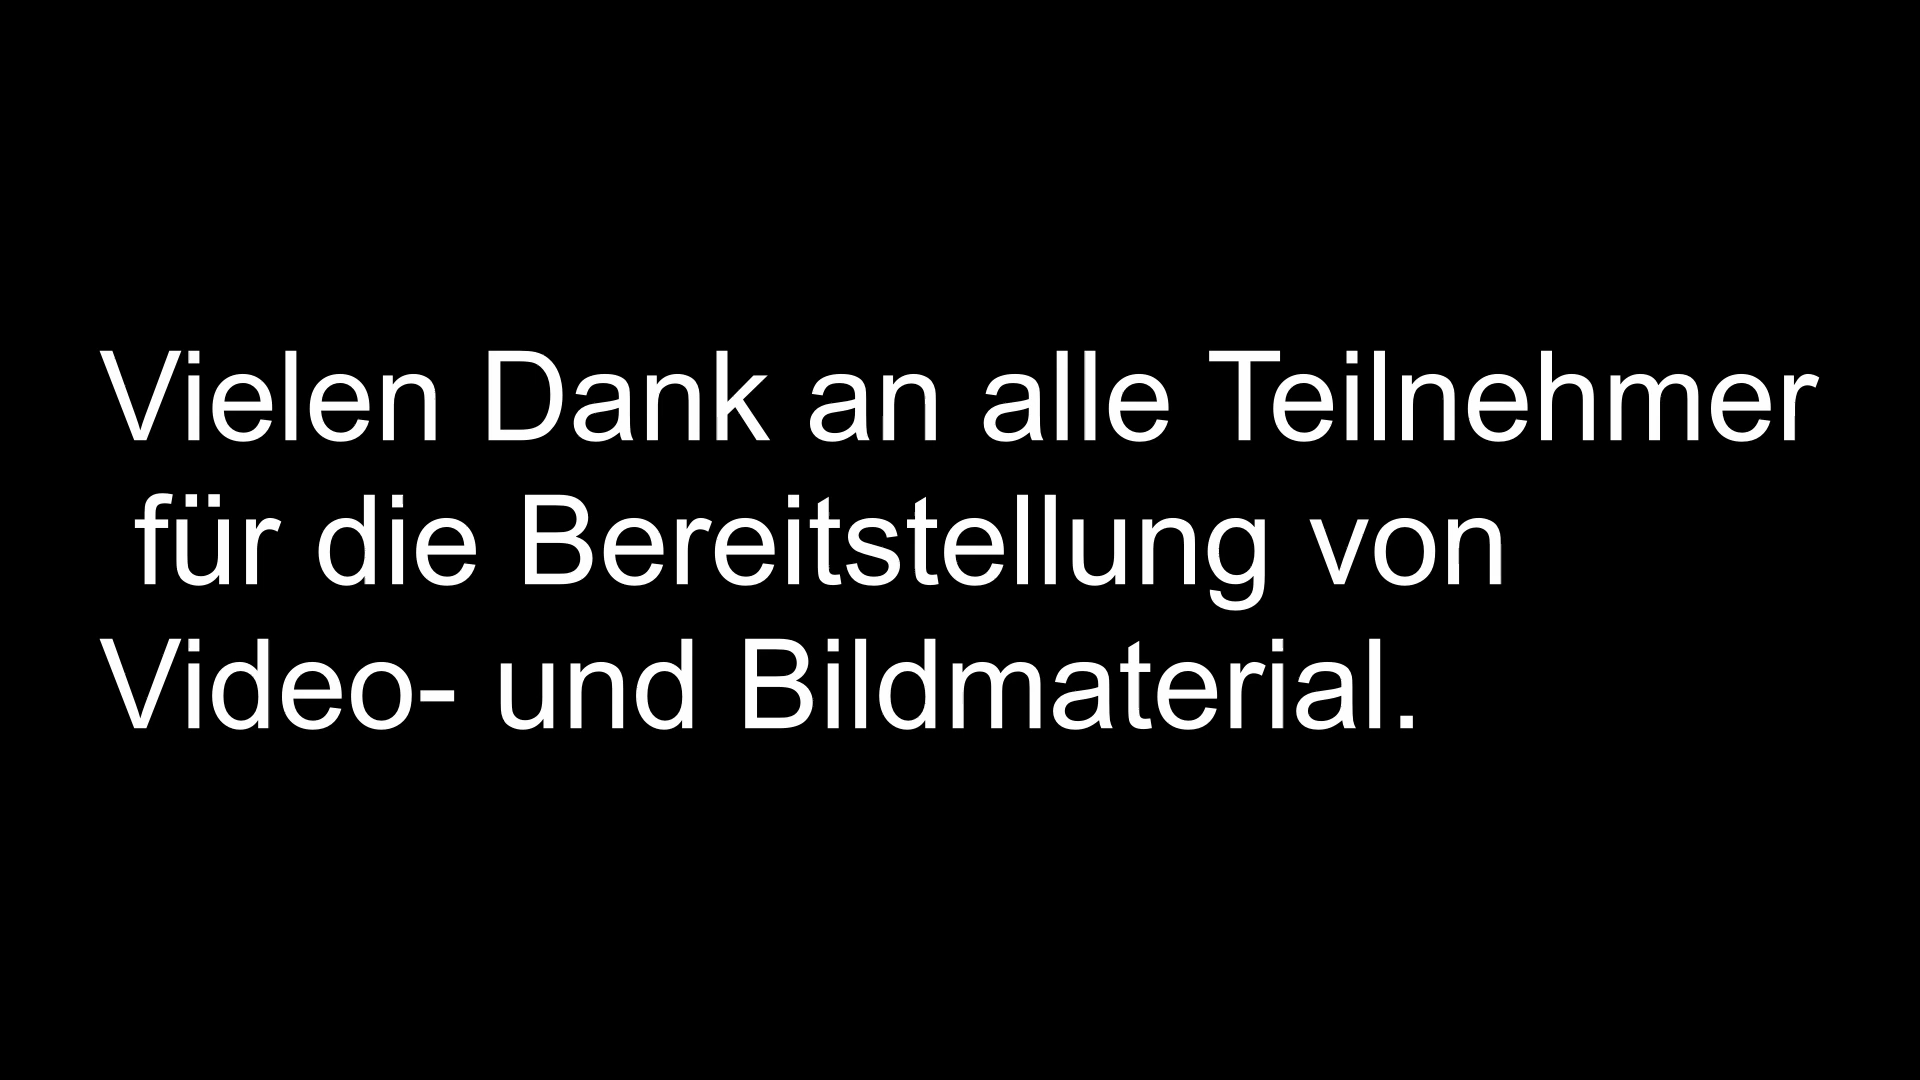 Vielen Dank an alle Teilnehmer
für die Bereitstellung von
Video- und Bildmaterial.